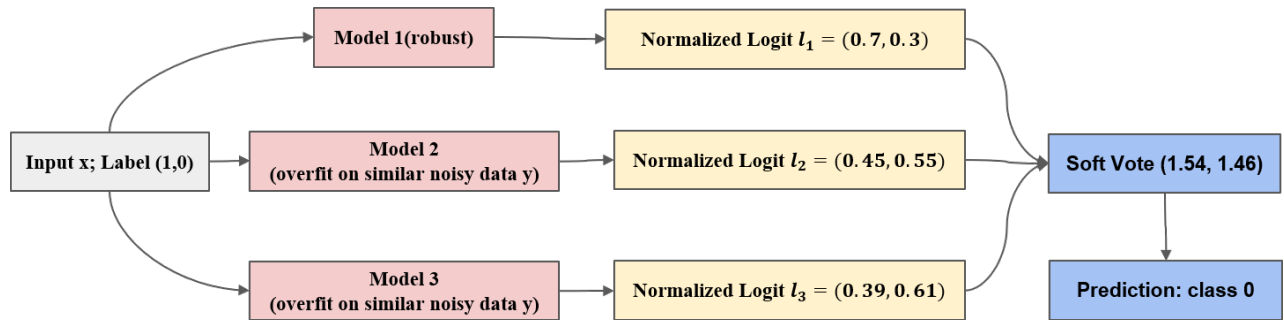 Model 1(robust)
Normalized Logit l₁ = (0.7, 0.3)
Input x; Label (1,0)
Model 2
(overfit on similar noisy data y)
Normalized Logit l₂ = (0.45, 0.55)
Soft Vote (1.54, 1.46)
Model 3
(overfit on similar noisy data y)
Normalized Logit l₃ = (0.39, 0.61)
Prediction: class 0